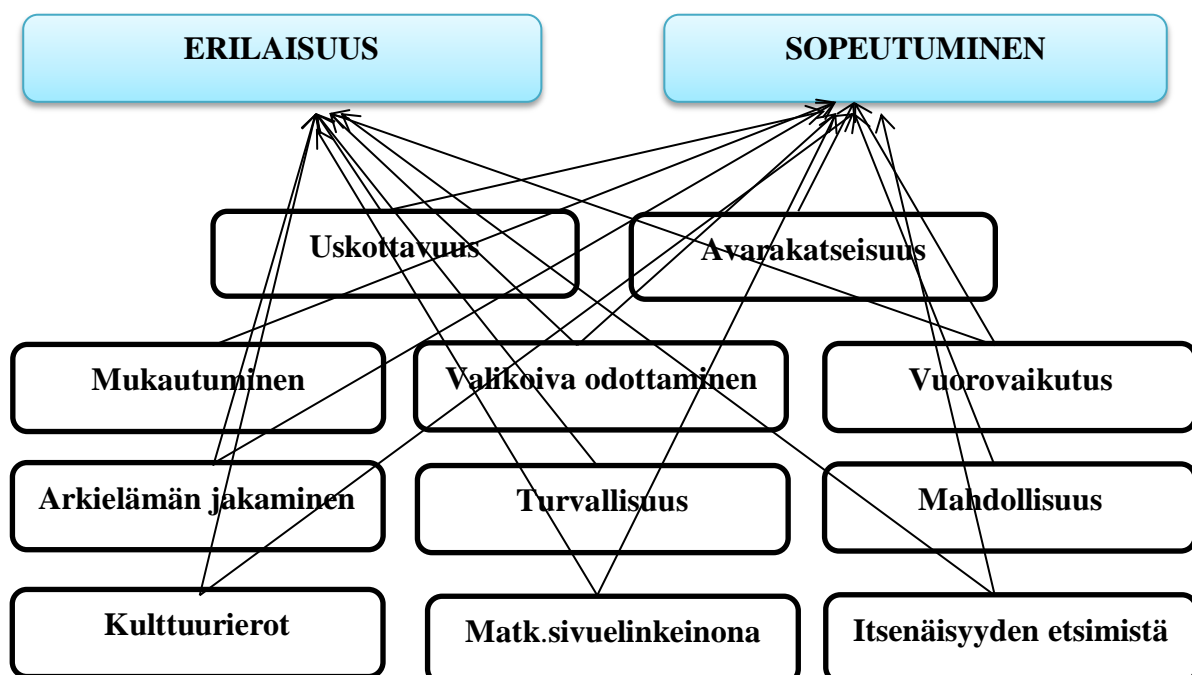 ERILAISUUS
SOPEUTUMINEN
Uskottavuus
Avarakatseisuus
Mukautuminen
Valikoiva odottaminen
Vuorovaikutus
Arkielämän jakaminen
Turvallisuus
Mahdollisuus
Kulttuurierot
Matk.sivuelinkeinona
Itsenäisyyden etsimistä